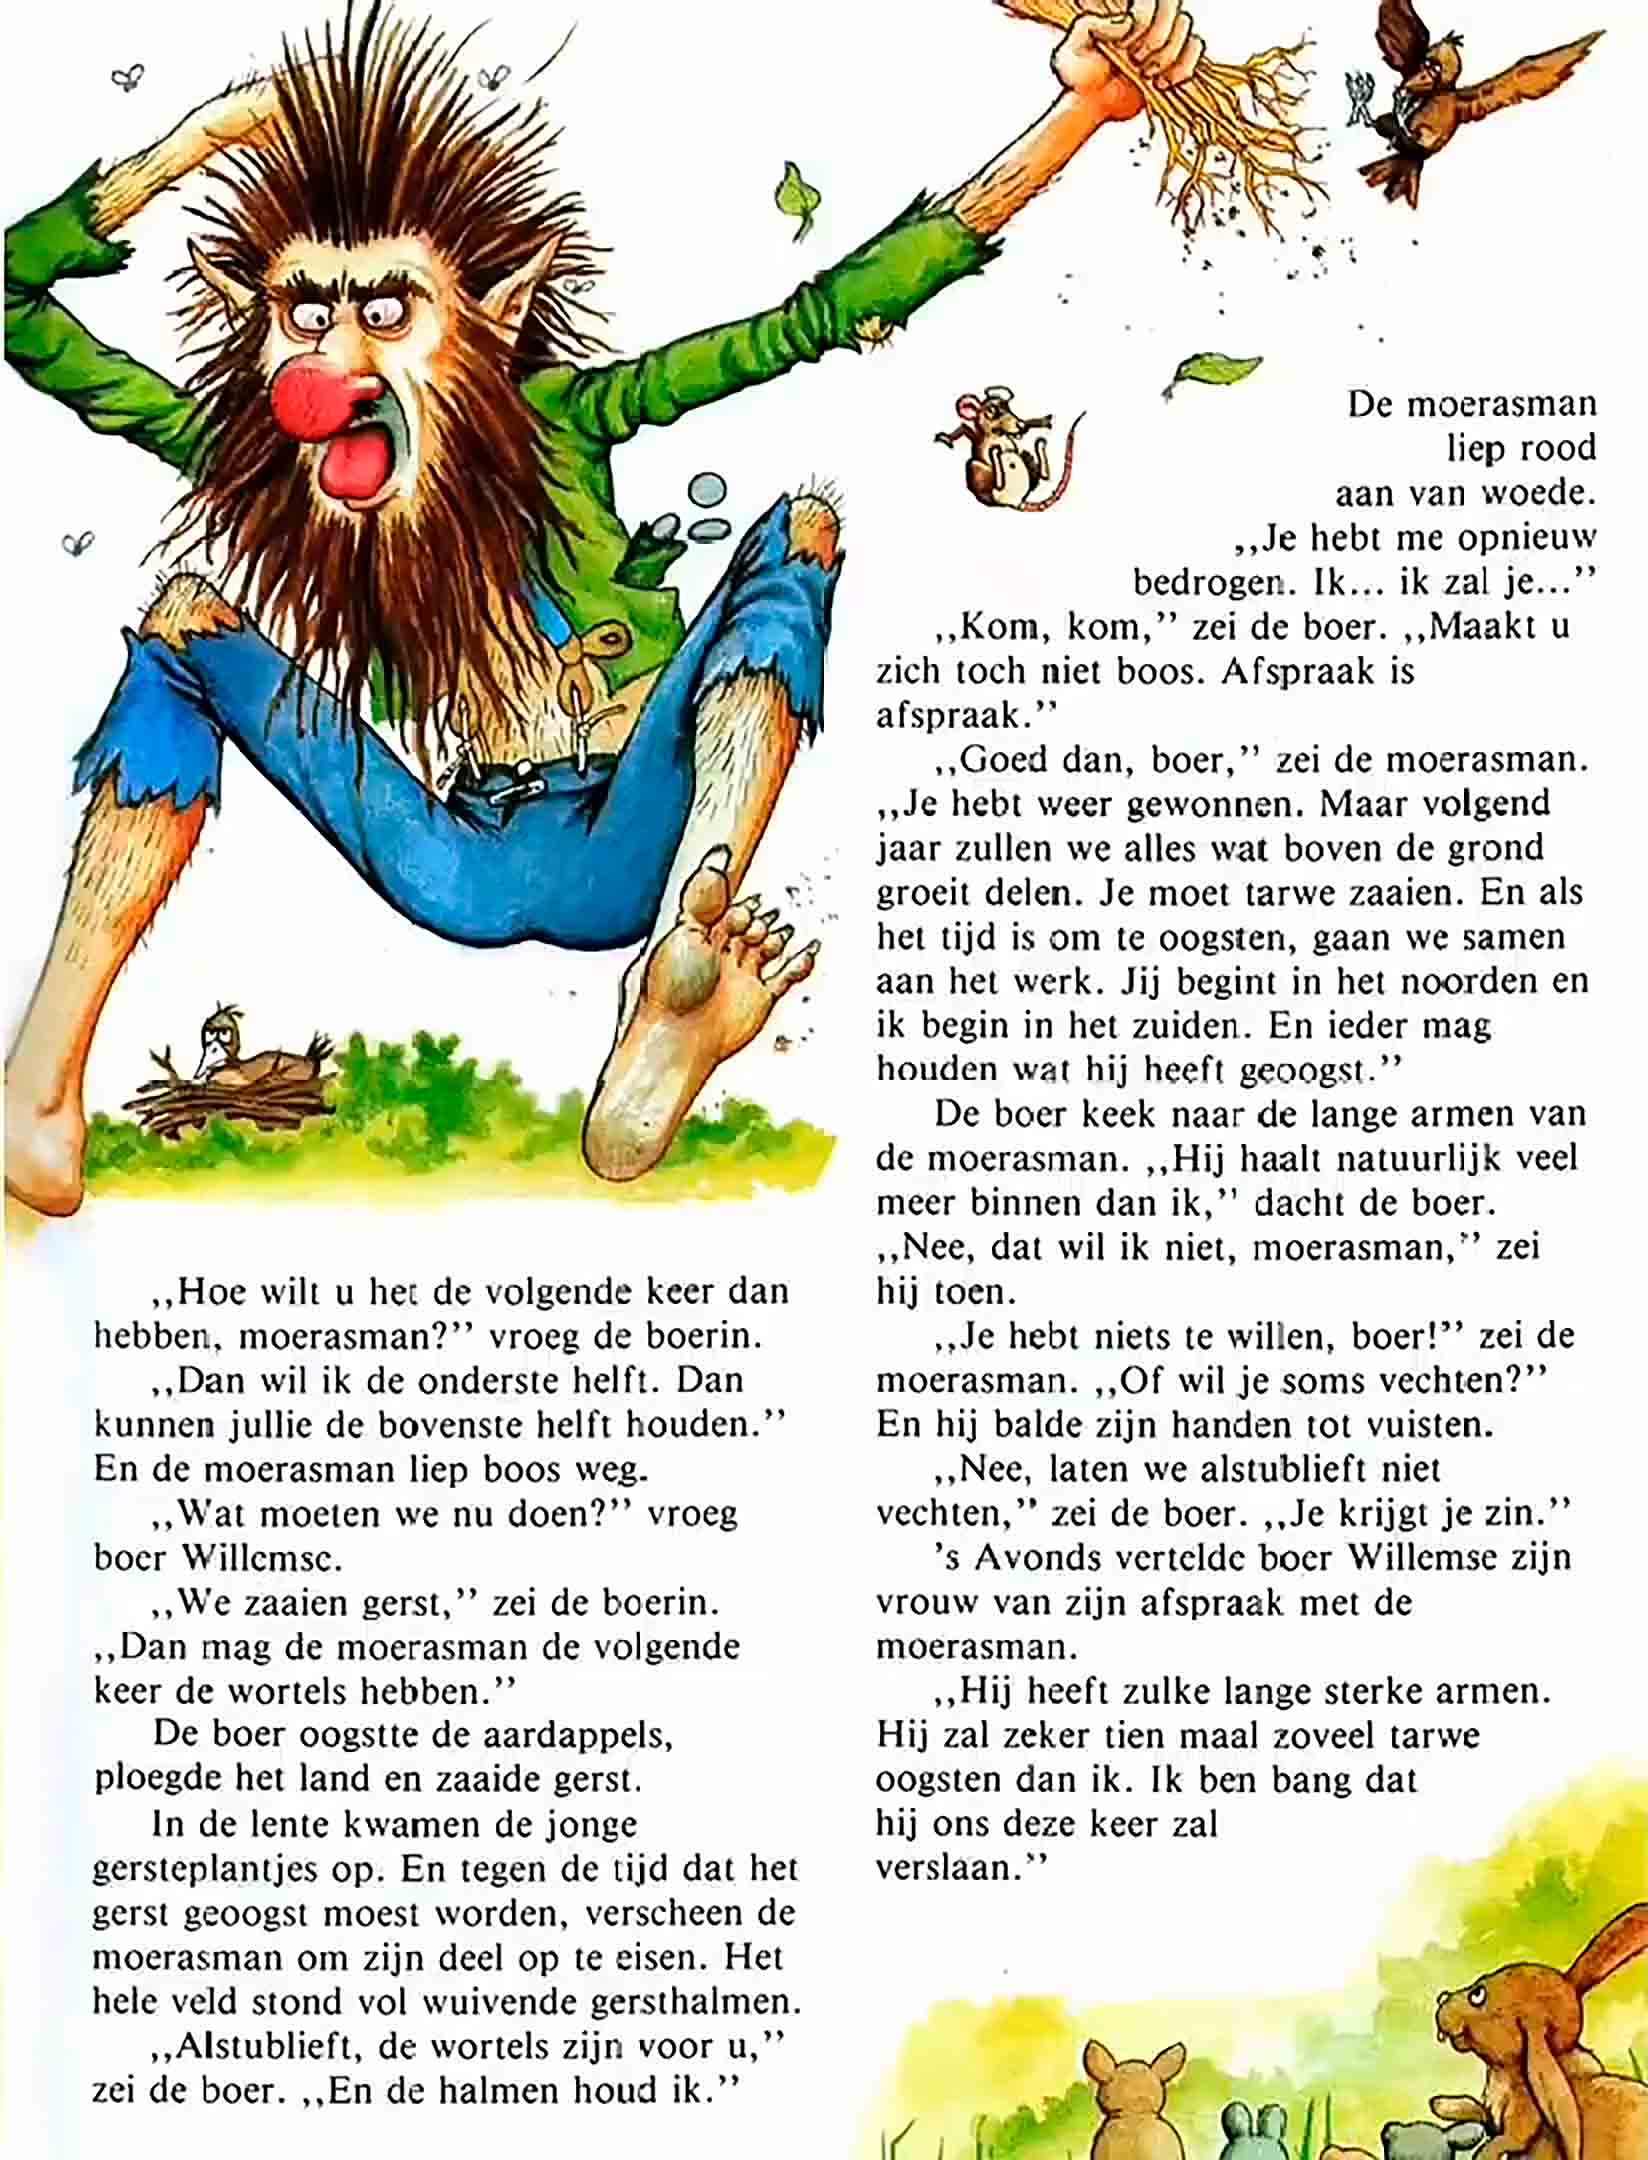 ,,Hoe wilt u het de volgende keer dan
hebben, moerasman?” vroeg de boerin.
,,Dan wil ik de onderste helft. Dan
kunnen jullie de bovenste helft houden.”
En de moerasman liep boos weg.
,,Wat moeten we nu doen?” vroeg
boer Willemse.
,,We zaaien gerst,” zei de boerin.
,,Dan mag de moerasman de volgende
keer de wortels hebben.”
De boer oogstte de aardappels,
ploegde het land en zaaide gerst.
In de lente kwamen de jonge
gersteplantjes op. En tegen de tijd dat het
gerst geoogst moest worden, verscheen de
moerasman om zijn deel op te eisen. Het
hele veld stond vol wuivende gersthalmen.
,,Alstublieft, de wortels zijn voor u,”
zei de boer. ,,En de halmen houd ik.”
De moerasman
liep rood
aan van woede.
,,Je hebt me opnieuw
bedrogen. Ik... ik zal je...”
,,Kom, kom,” zei de boer. ,,Maakt u
zich toch niet boos. Afspraak is
afspraak.”
,,Goed dan, boer,” zei de moerasman.
,,Je hebt weer gewonnen. Maar volgend
jaar zullen we alles wat boven de grond
groeit delen. Je moet tarwe zaaien. En als
het tijd is om te oogsten, gaan we samen
aan het werk. Jij begint in het noorden en
ik begin in het zuiden. En ieder mag
houden wat hij heeft geoogst.”
De boer keek naar de lange armen van
de moerasman. ,,Hij haalt natuurlijk veel
meer binnen dan ik,” dacht de boer.
,,Nee, dat wil ik niet, moerasman,” zei
hij toen.
,,Je hebt niets te willen, boer!” zei de
moerasman. ,,Of wil je soms vechten?”
En hij balde zijn handen tot vuisten.
,,Nee, laten we alstublieft niet
vechten,” zei de boer. ,,Je krijgt je zin.”
’s Avonds vertelde boer Willemse zijn
vrouw van zijn afspraak met de
moerasman.
,,Hij heeft zulke lange sterke armen.
Hij zal zeker tien maal zoveel tarwe
oogsten dan ik. Ik ben bang dat
hij ons deze keer zal
verslaan.”